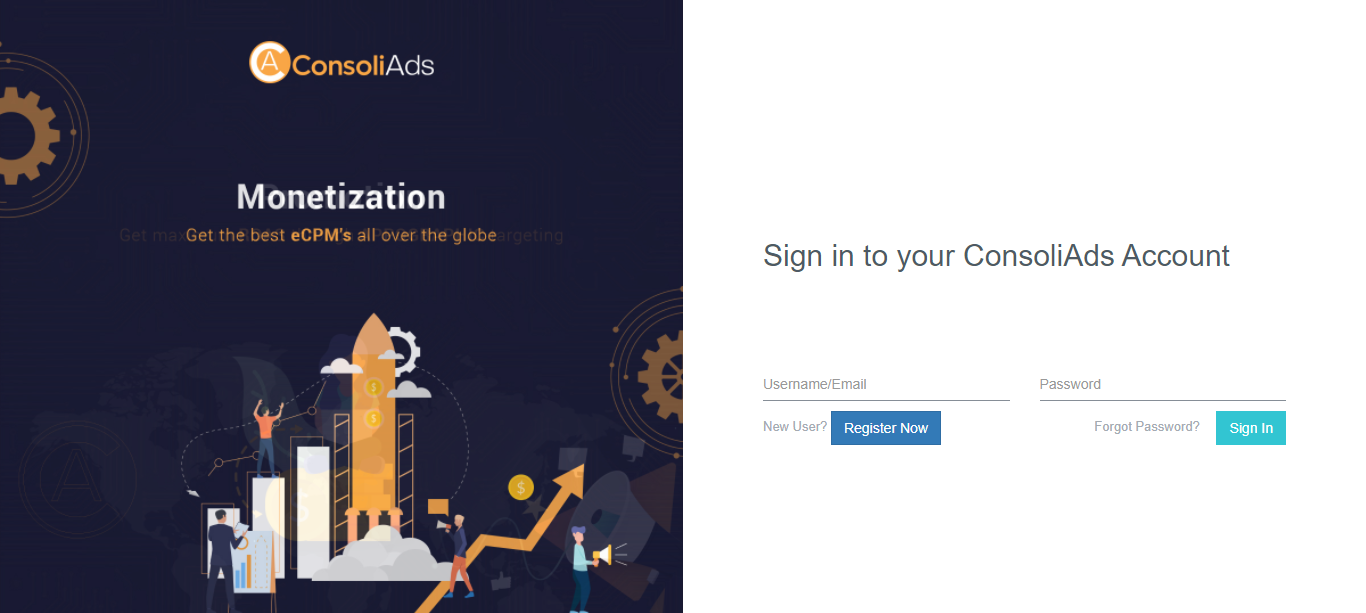 ConsoliAds
Monetization
Get the best eCPM's all over the globe
Sign in to your ConsoliAds Account
Username/Email
Password
New User? Register Now
Forgot Password? Sign In